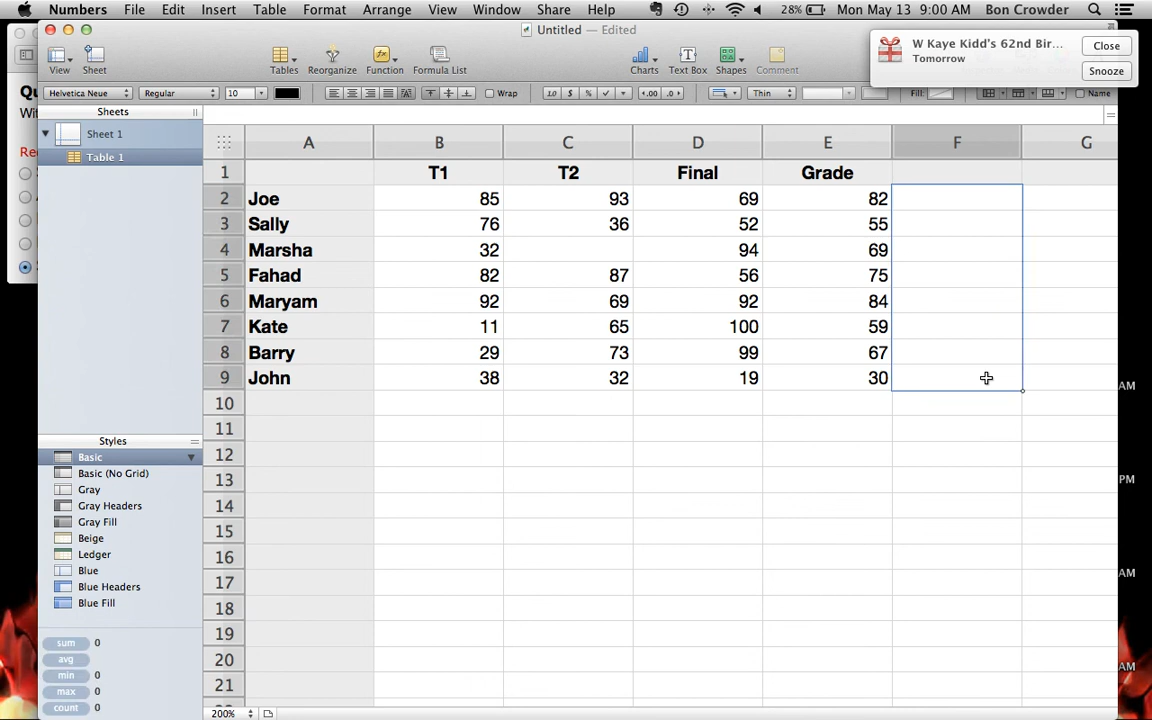 Numbers File Edit Insert Table Format Arrange View Window Share Help 28% Mon May 13 9:00 AM Bon Crowder
Untitled — Edited
W Kaye Kidd's 62nd Bir...
Tomorrow
Close
Snooze
View Sheet Tables Reorganize Function Formula List Charts Text Box Shapes Comment
Helvetica Neue Regular 10 Wrap 1.0 $ % Thin Fill: Name
Sheets
Sheet 1
Table 1
A B C D E F G
1 T1 T2 Final Grade
2 Joe 85 93 69 82
3 Sally 76 36 52 55
4 Marsha 32 94 69
5 Fahad 82 87 56 75
6 Maryam 92 69 92 84
7 Kate 11 65 100 59
8 Barry 29 73 99 67
9 John 38 32 19 30
10
11
12
13
14
15
16
17
18
19
20
21
Styles
Basic
Basic (No Grid)
Gray
Gray Headers
Gray Fill
Beige
Ledger
Blue
Blue Headers
Blue Fill
sum 0
avg
min 0
max 0
count 0
200%
AM
PM
AM
AM